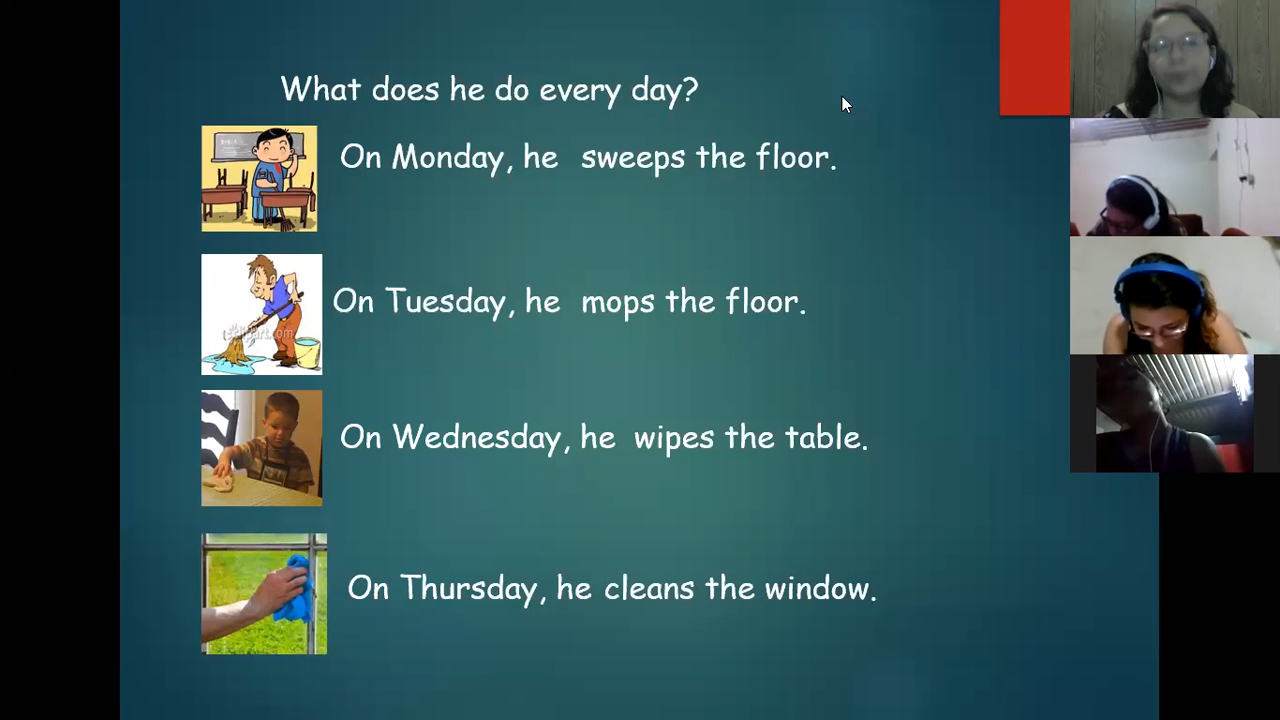 What does he do every day?
On Monday, he sweeps the floor.
On Tuesday, he mops the floor.
On Wednesday, he wipes the table.
On Thursday, he cleans the window.